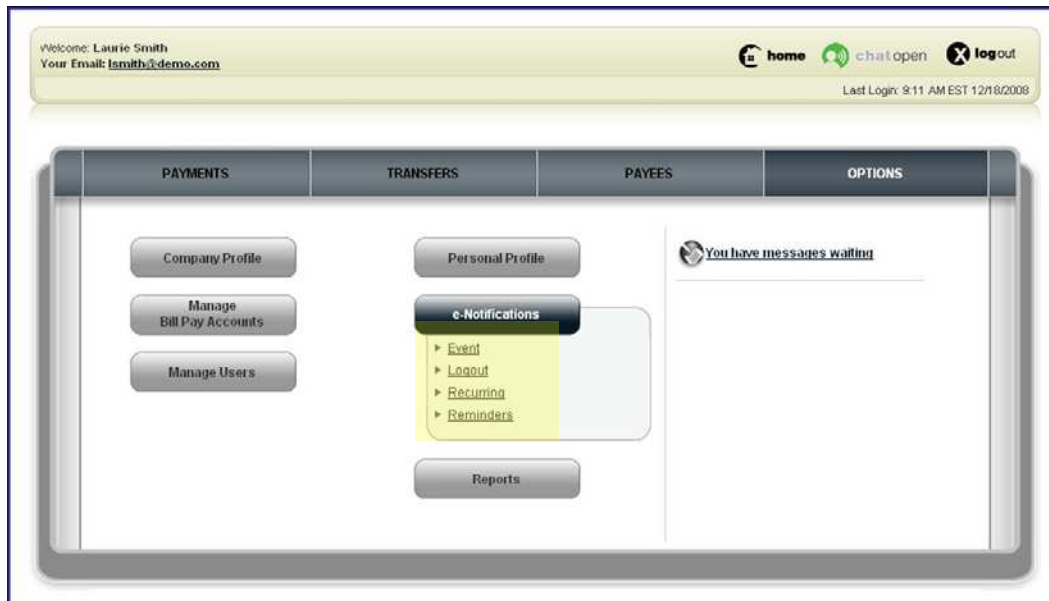 Welcome: Laurie Smith
Your Email: lsmith@demo.com
home chatopen logout
Last Login: 9:11 AM EST 12/18/2008
PAYMENTS TRANSFERS PAYEES OPTIONS
Company Profile
Manage
Bill Pay Accounts
Manage Users
Personal Profile
e-Notifications
Event
Logout
Recurring
Reminders
Reports
You have messages waiting